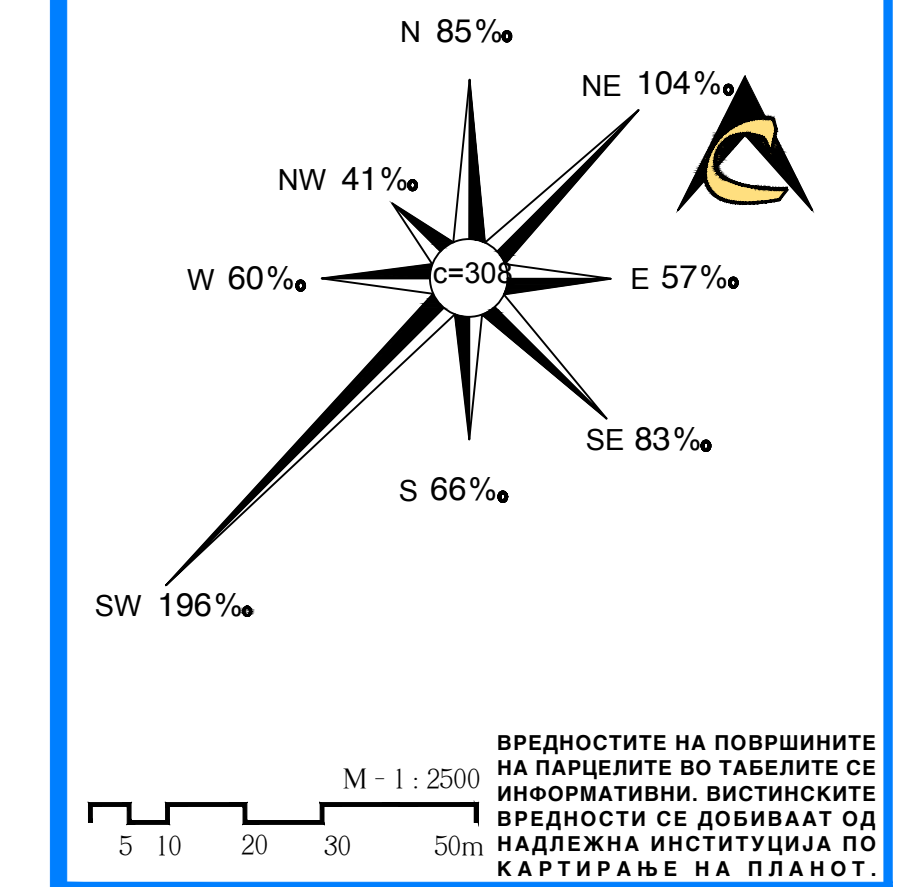 N 85‰
NE 104‰
C
NW 41‰
W 60‰
c=308
E 57‰
SE 83‰
S 66‰
SW 196‰
М - 1 : 2500
5 10 20 30 50m
ВРЕДНОСТИТЕ НА ПОВРШИНИТЕ
НА ПАРЦЕЛИТЕ ВО ТАБЕЛИТЕ СЕ
ИНФОРМАТИВНИ. ВИСТИНСКИТЕ
ВРЕДНОСТИ СЕ ДОБИВААТ ОД
НАДЛЕЖНА ИНСТИТУЦИЈА ПО
КАРТИРАЊЕ НА ПЛАНОТ.